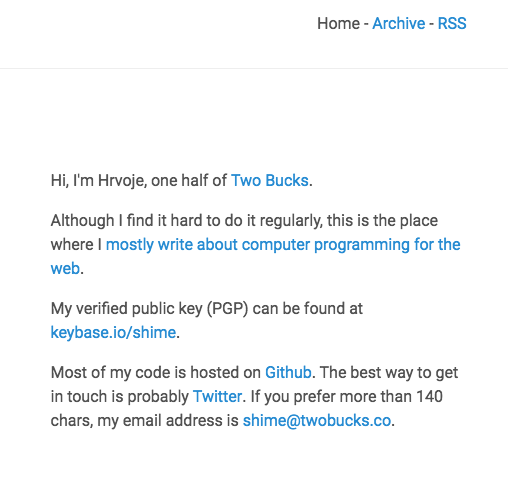 Home - Archive - RSS
Hi, I'm Hrvoje, one half of Two Bucks.
Although I find it hard to do it regularly, this is the place
where I mostly write about computer programming for the
web.
My verified public key (PGP) can be found at
keybase.io/shime.
Most of my code is hosted on Github. The best way to get
in touch is probably Twitter. If you prefer more than 140
chars, my email address is shime@twobucks.co.